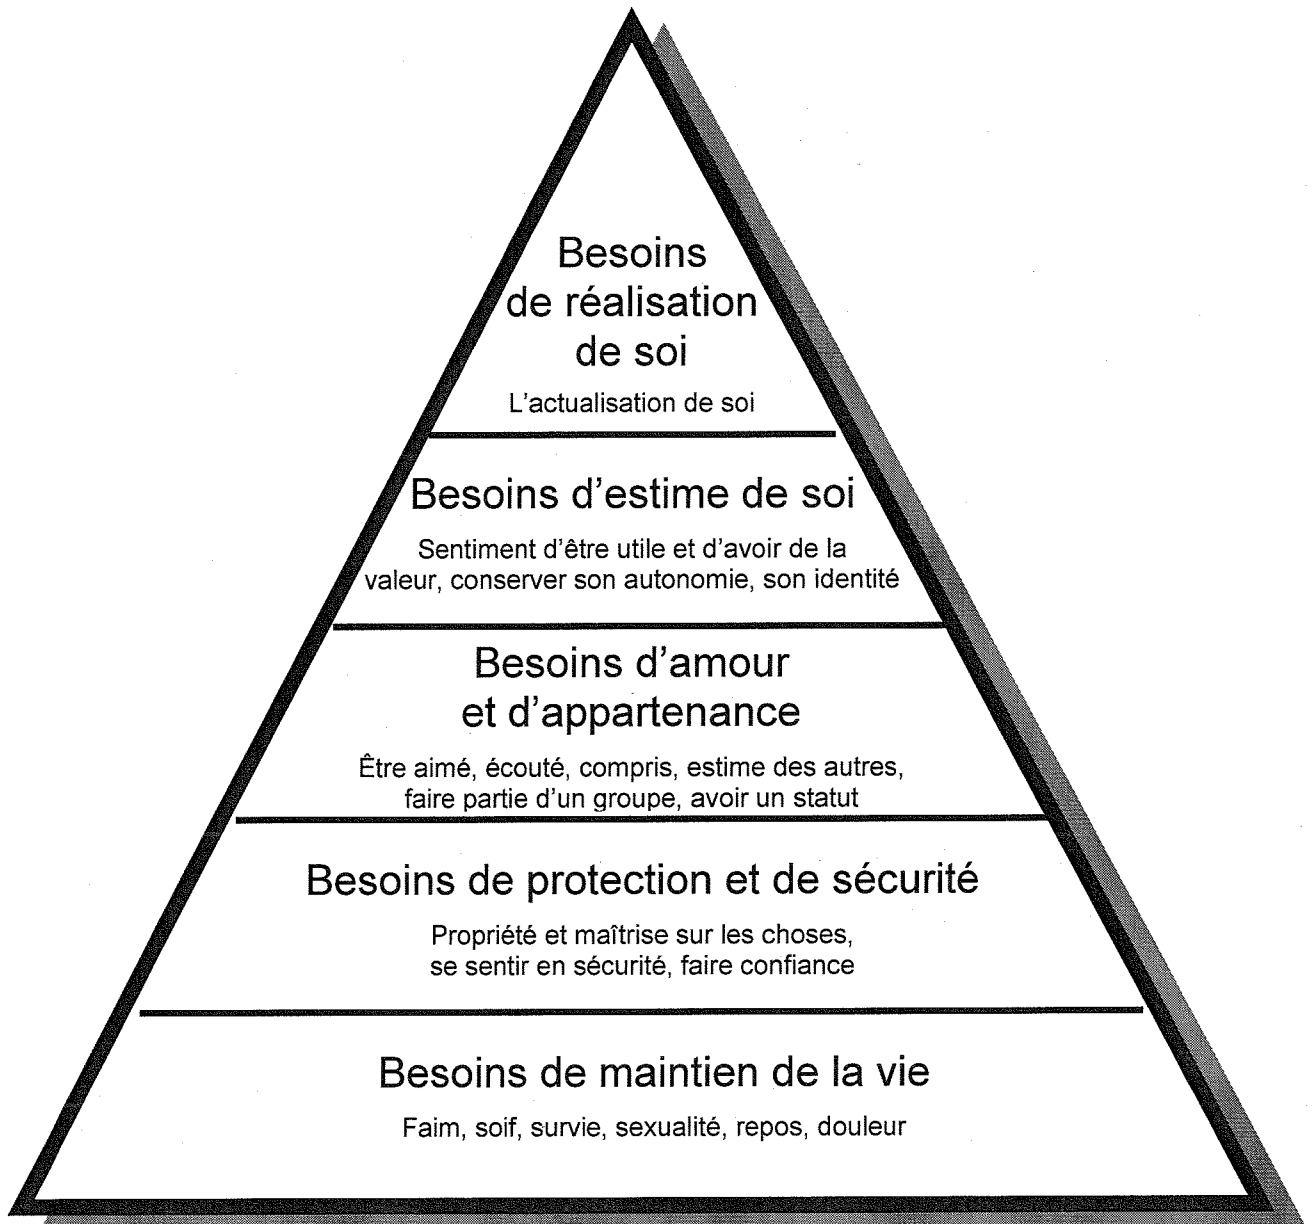 Besoins
de réalisation
de soi
L'actualisation de soi
Besoins d'estime de soi
Sentiment d'être utile et d'avoir de la
valeur, conserver son autonomie, son identité
Besoins d'amour
et d'appartenance
Être aimé, écouté, compris, estime des autres,
faire partie d'un groupe, avoir un statut
Besoins de protection et de sécurité
Propriété et maîtrise sur les choses,
se sentir en sécurité, faire confiance
Besoins de maintien de la vie
Faim, soif, survie, sexualité, repos, douleur